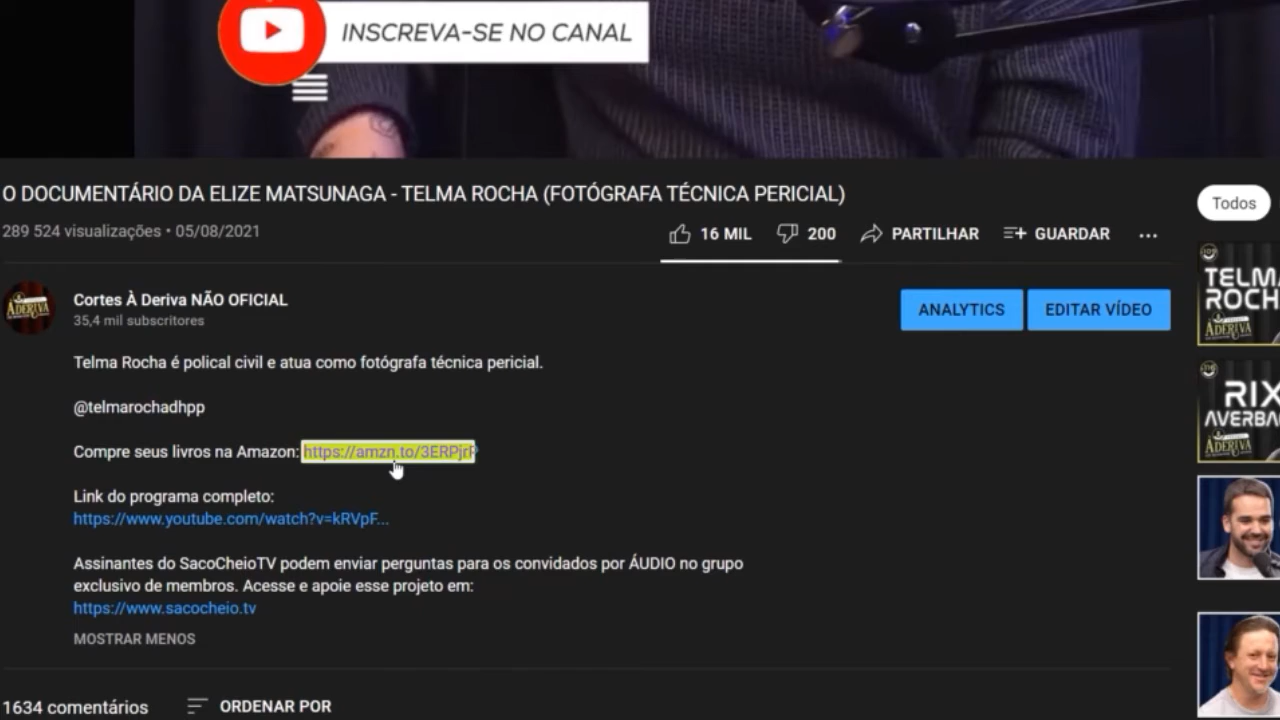 INSCREVA-SE NO CANAL
O DOCUMENTÁRIO DA ELIZE MATSUNAGA - TELMA ROCHA (FOTÓGRAFA TÉCNICA PERICIAL)
289 524 visualizações • 05/08/2021
16 MIL 200 PARTILHAR GUARDAR
Todos
TELMA
ROCH
ADERIVA
Cortes À Deriva NÃO OFICIAL
35,4 mil subscritores
ANALYTICS EDITAR VÍDEO
ADERIVA
Telma Rocha é polical civil e atua como fotógrafa técnica pericial.
@telmarochadhpp
RIX
AVERBA
ADERIVA
Compre seus livros na Amazon: https://amzn.to/3ERPjrP
Link do programa completo:
https://www.youtube.com/watch?v=kRVpF...
Assinantes do SacoCheioTV podem enviar perguntas para os convidados por ÁUDIO no grupo
exclusivo de membros. Acesse e apoie esse projeto em:
https://www.sacocheio.tv
MOSTRAR MENOS
1634 comentários ORDENAR POR